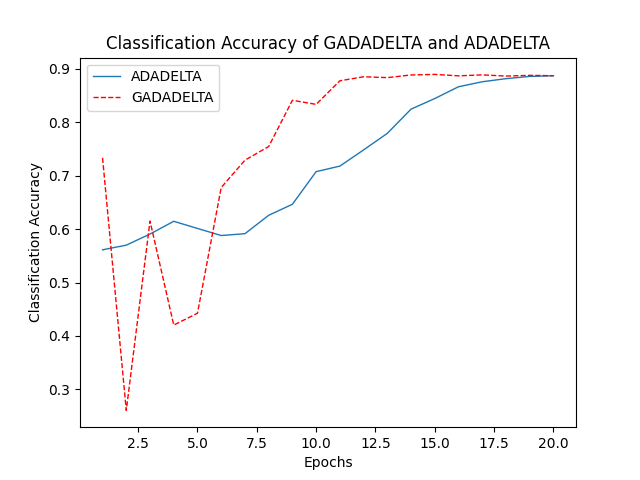 Classification Accuracy of GADADELTA and ADADELTA
ADADELTA
GADADELTA
Classification Accuracy
0.9
0.8
0.7
0.6
0.5
0.4
0.3
2.5 5.0 7.5 10.0 12.5 15.0 17.5 20.0
Epochs